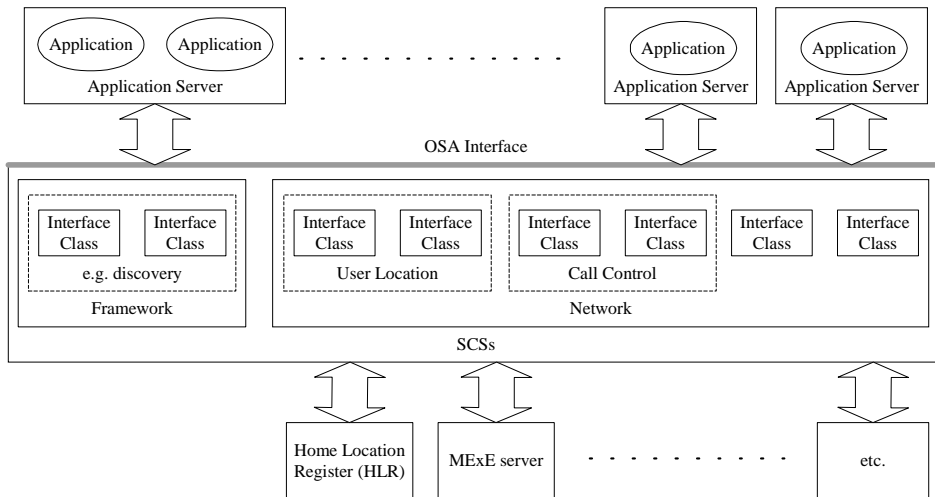 Application
Application
Application Server
Application
Application Server
Application
Application Server
OSA Interface
Interface
Class
Interface
Class
e.g. discovery
Framework
Interface
Class
Interface
Class
User Location
Interface
Class
Interface
Class
Call Control
Interface
Class
Interface
Class
Network
SCSs
Home Location
Register (HLR)
MExE server
etc.